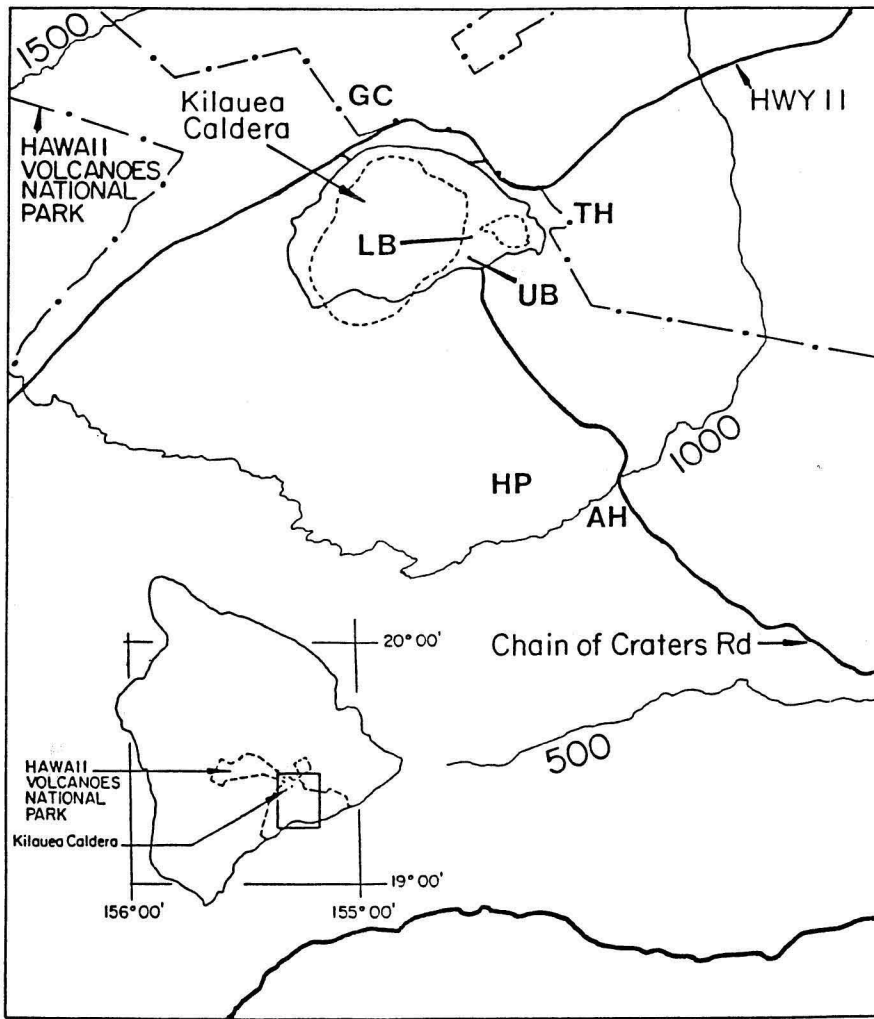 1500
GC
Kilauea
Caldera
HWY 11
HAWAII
VOLCANOES
NATIONAL
PARK
TH
LB
UB
1000
HP
AH
20°00'
Chain of Craters Rd
500
HAWAII
VOLCANOES
NATIONAL
PARK
Kilauea Caldera
19°00'
156°00'
155°00'